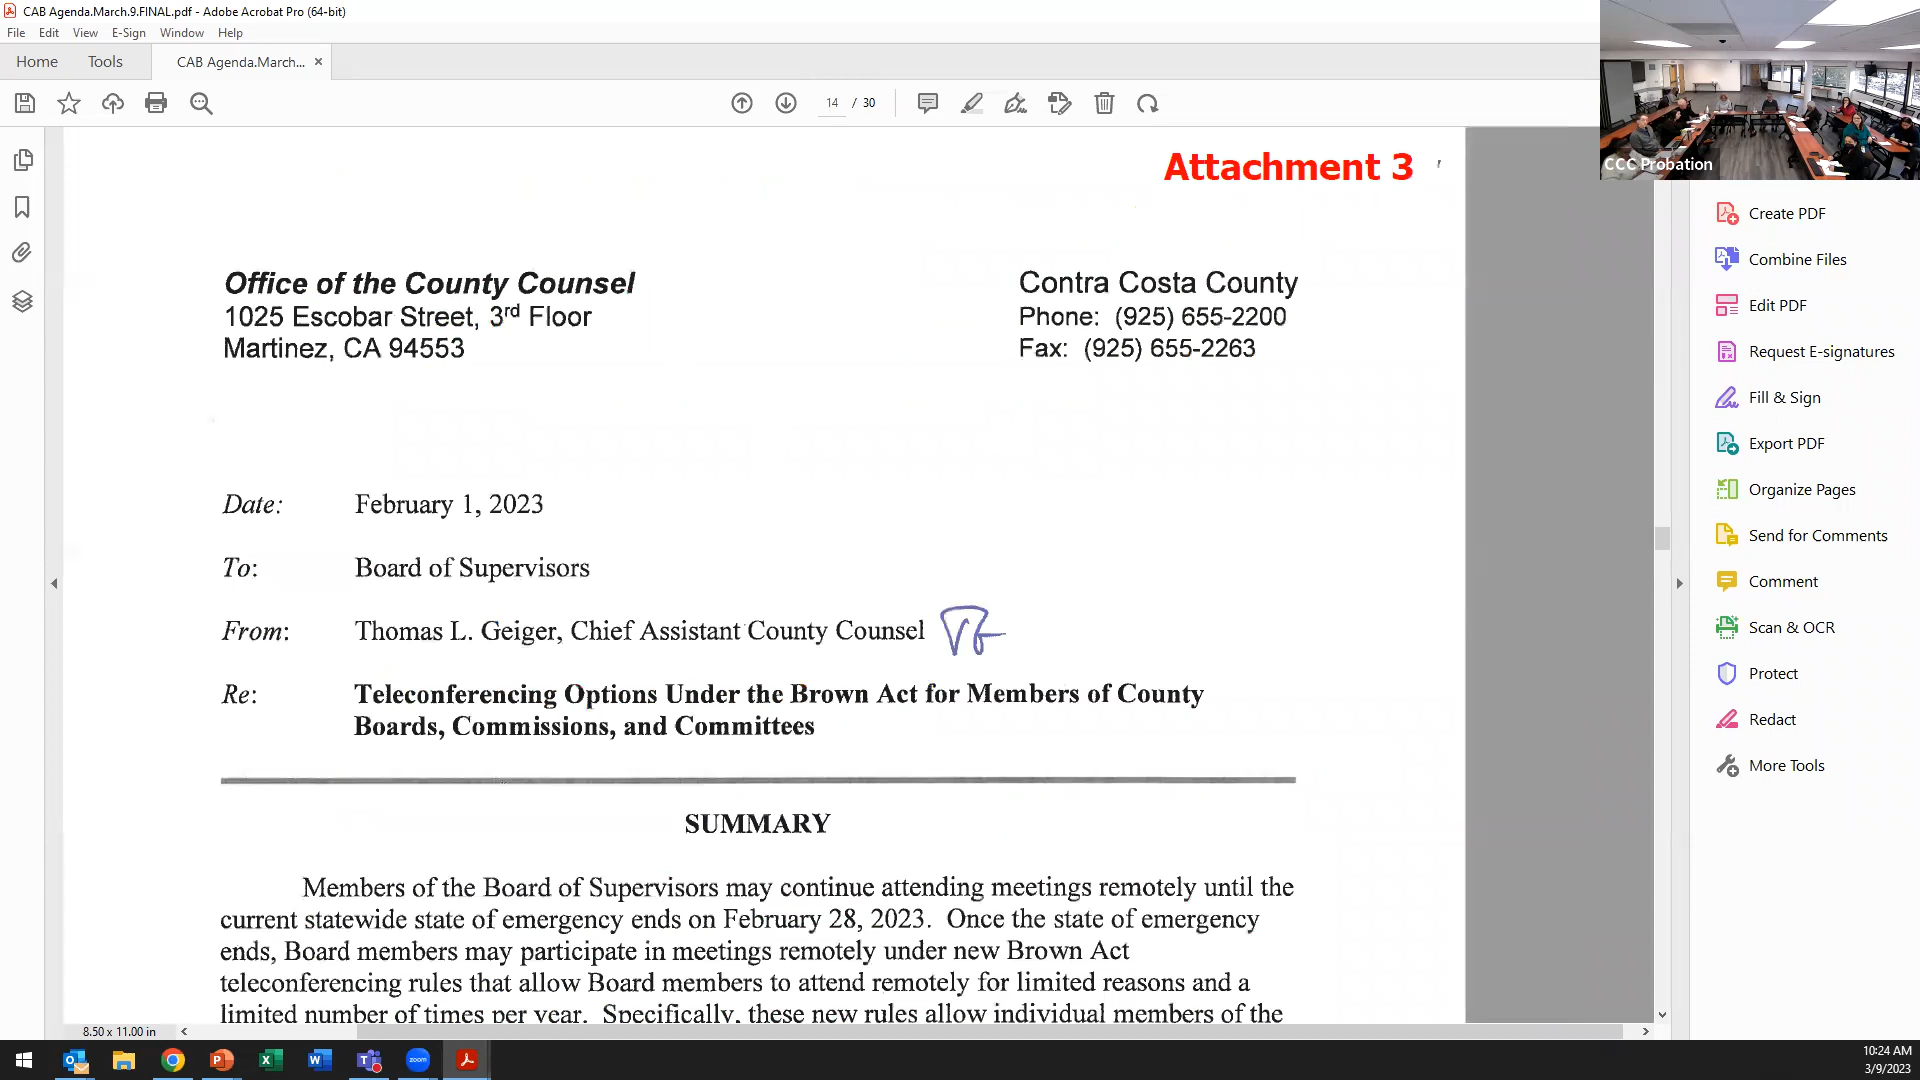 CAB Agenda.March.9.FINAL.pdf - Adobe Acrobat Pro (64-bit)
File Edit View E-Sign Window Help
Home Tools CAB Agenda.March... ×
14 / 30
CCC Probation
Attachment 3
Office of the County Counsel
1025 Escobar Street, 3rd Floor
Martinez, CA 94553
Contra Costa County
Phone: (925) 655-2200
Fax: (925) 655-2263
Date: February 1, 2023
To: Board of Supervisors
From: Thomas L. Geiger, Chief Assistant County Counsel
Re: Teleconferencing Options Under the Brown Act for Members of County
Boards, Commissions, and Committees
SUMMARY
Members of the Board of Supervisors may continue attending meetings remotely until the
current statewide state of emergency ends on February 28, 2023. Once the state of emergency
ends, Board members may participate in meetings remotely under new Brown Act
teleconferencing rules that allow Board members to attend remotely for limited reasons and a
limited number of times per year. Specifically, these new rules allow individual members of the
8.50 x 11.00 in
Create PDF
Combine Files
Edit PDF
Request E-signatures
Fill & Sign
Export PDF
Organize Pages
Send for Comments
Comment
Scan & OCR
Protect
Redact
More Tools
zoom
10:24 AM
3/9/2023